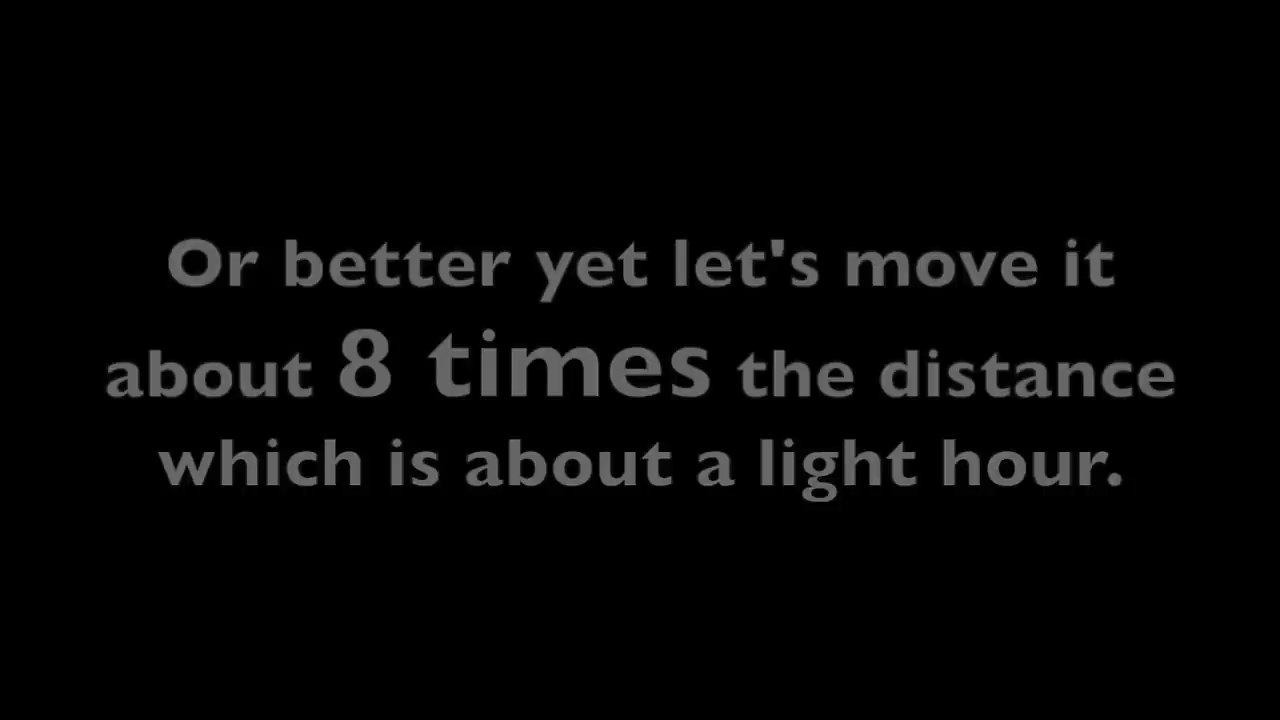 Or better yet let's move it
about 8 times the distance
which is about a light hour.